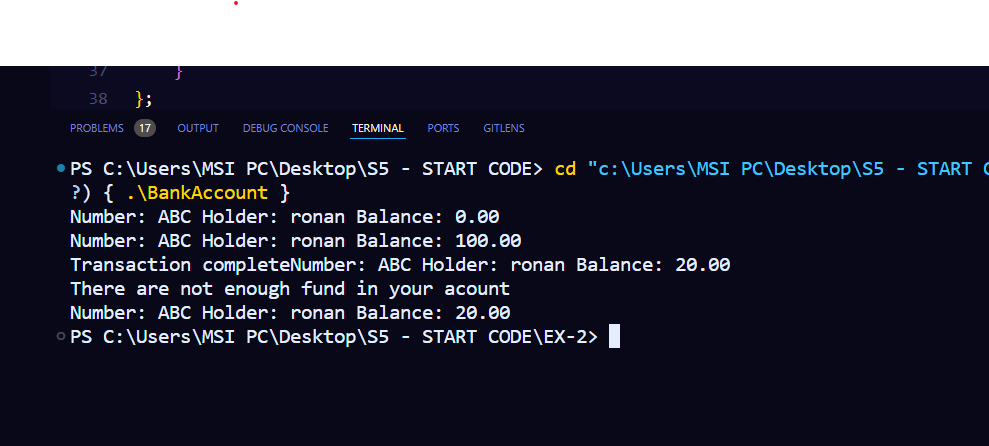 37 }
38 };
PROBLEMS 17 OUTPUT DEBUG CONSOLE TERMINAL PORTS GITLENS
PS C:\Users\MSI PC\Desktop\S5 - START CODE> cd "c:\Users\MSI PC\Desktop\S5 - START C
?) { .\BankAccount }
Number: ABC Holder: ronan Balance: 0.00
Number: ABC Holder: ronan Balance: 100.00
Transaction completeNumber: ABC Holder: ronan Balance: 20.00
There are not enough fund in your acount
Number: ABC Holder: ronan Balance: 20.00
PS C:\Users\MSI PC\Desktop\S5 - START CODE\EX-2>